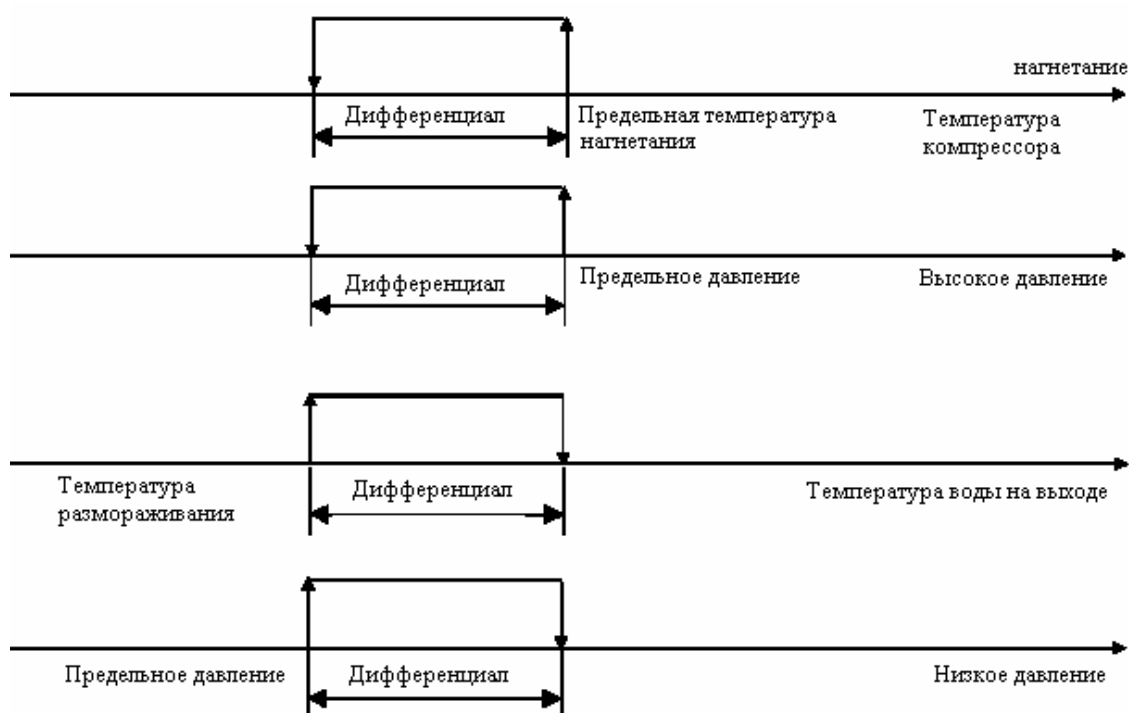 нагнетание
Дифференциал
Предельная температура
нагнетания
Температура
компрессора
Дифференциал
Предельное давление
Высокое давление
Температура
размораживания
Дифференциал
Температура воды на выходе
Предельное давление
Дифференциал
Низкое давление